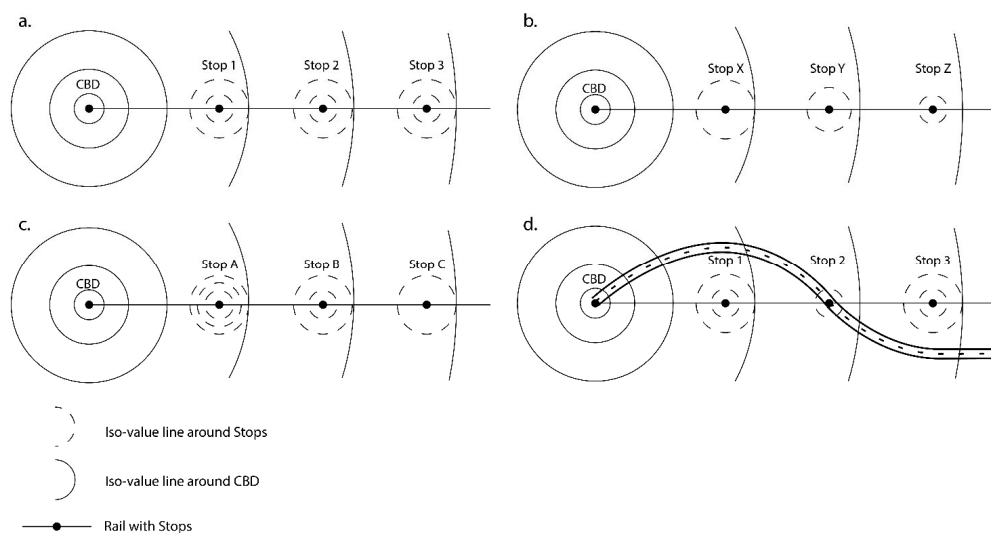 a.
CBD
Stop 1
Stop 2
Stop 3
b.
CBD
Stop X
Stop Y
Stop Z
c.
CBD
Stop A
Stop B
Stop C
d.
CBD
Stop 1
Stop 2
Stop 3
Iso-value line around Stops
Iso-value line around CBD
Rail with Stops